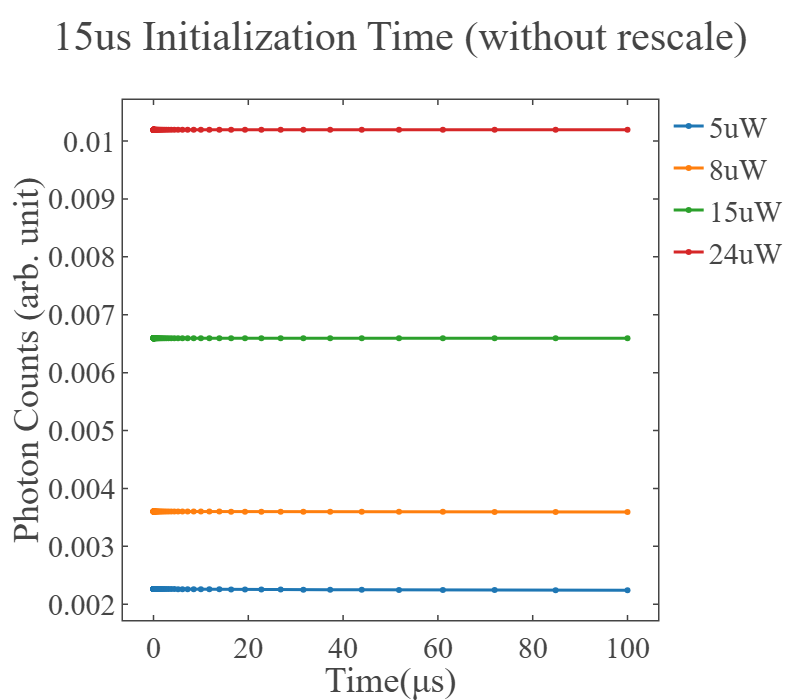 15us Initialization Time (without rescale)
Photon Counts (arb. unit)
0.01
0.009
0.008
0.007
0.006
0.005
0.004
0.003
0.002
0 20 40 60 80 100
Time(μs)
5uW
8uW
15uW
24uW